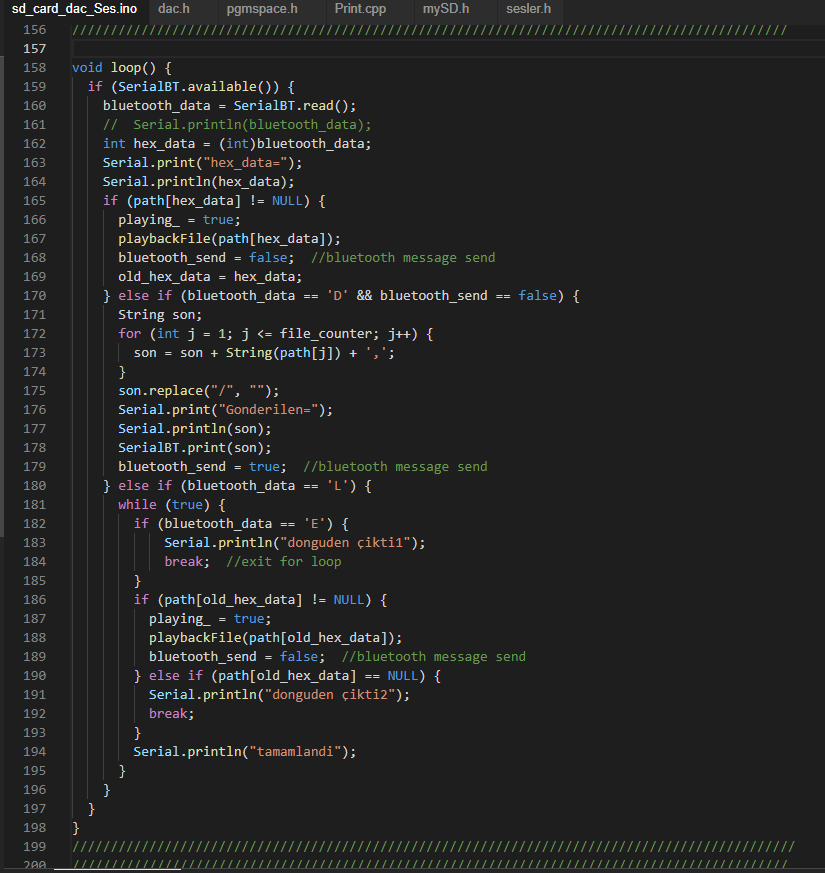 sd_card_dac_Ses.ino dac.h pgmspace.h Print.cpp mySD.h sesler.h
156 /////////////////////////////////////////////////////////////////////////////////////////////
157
158 void loop() {
159 if (SerialBT.available()) {
160 bluetooth_data = SerialBT.read();
161 //  Serial.println(bluetooth_data);
162 int hex_data = (int)bluetooth_data;
163 Serial.print("hex_data=");
164 Serial.println(hex_data);
165 if (path[hex_data] != NULL) {
166 playing_ = true;
167 playbackFile(path[hex_data]);
168 bluetooth_send = false;  //bluetooth message send
169 old_hex_data = hex_data;
170 } else if (bluetooth_data == 'D' && bluetooth_send == false) {
171 String son;
172 for (int j = 1; j <= file_counter; j++) {
173 son = son + String(path[j]) + ',';
174 }
175 son.replace("/", "");
176 Serial.print("Gonderilen=");
177 Serial.println(son);
178 SerialBT.print(son);
179 bluetooth_send = true;  //bluetooth message send
180 } else if (bluetooth_data == 'L') {
181 while (true) {
182 if (bluetooth_data == 'E') {
183 Serial.println("donguden çikti1");
184 break;  //exit for loop
185 }
186 if (path[old_hex_data] != NULL) {
187 playing_ = true;
188 playbackFile(path[old_hex_data]);
189 bluetooth_send = false;  //bluetooth message send
190 } else if (path[old_hex_data] == NULL) {
191 Serial.println("donguden çikti2");
192 break;
193 }
194 Serial.println("tamamlandi");
195 }
196 }
197 }
198 }
199 //////////////////////////////////////////////////////////////////////////////////////////////
200 /////////////////////////////////////////////////////////////////////////////////////////////